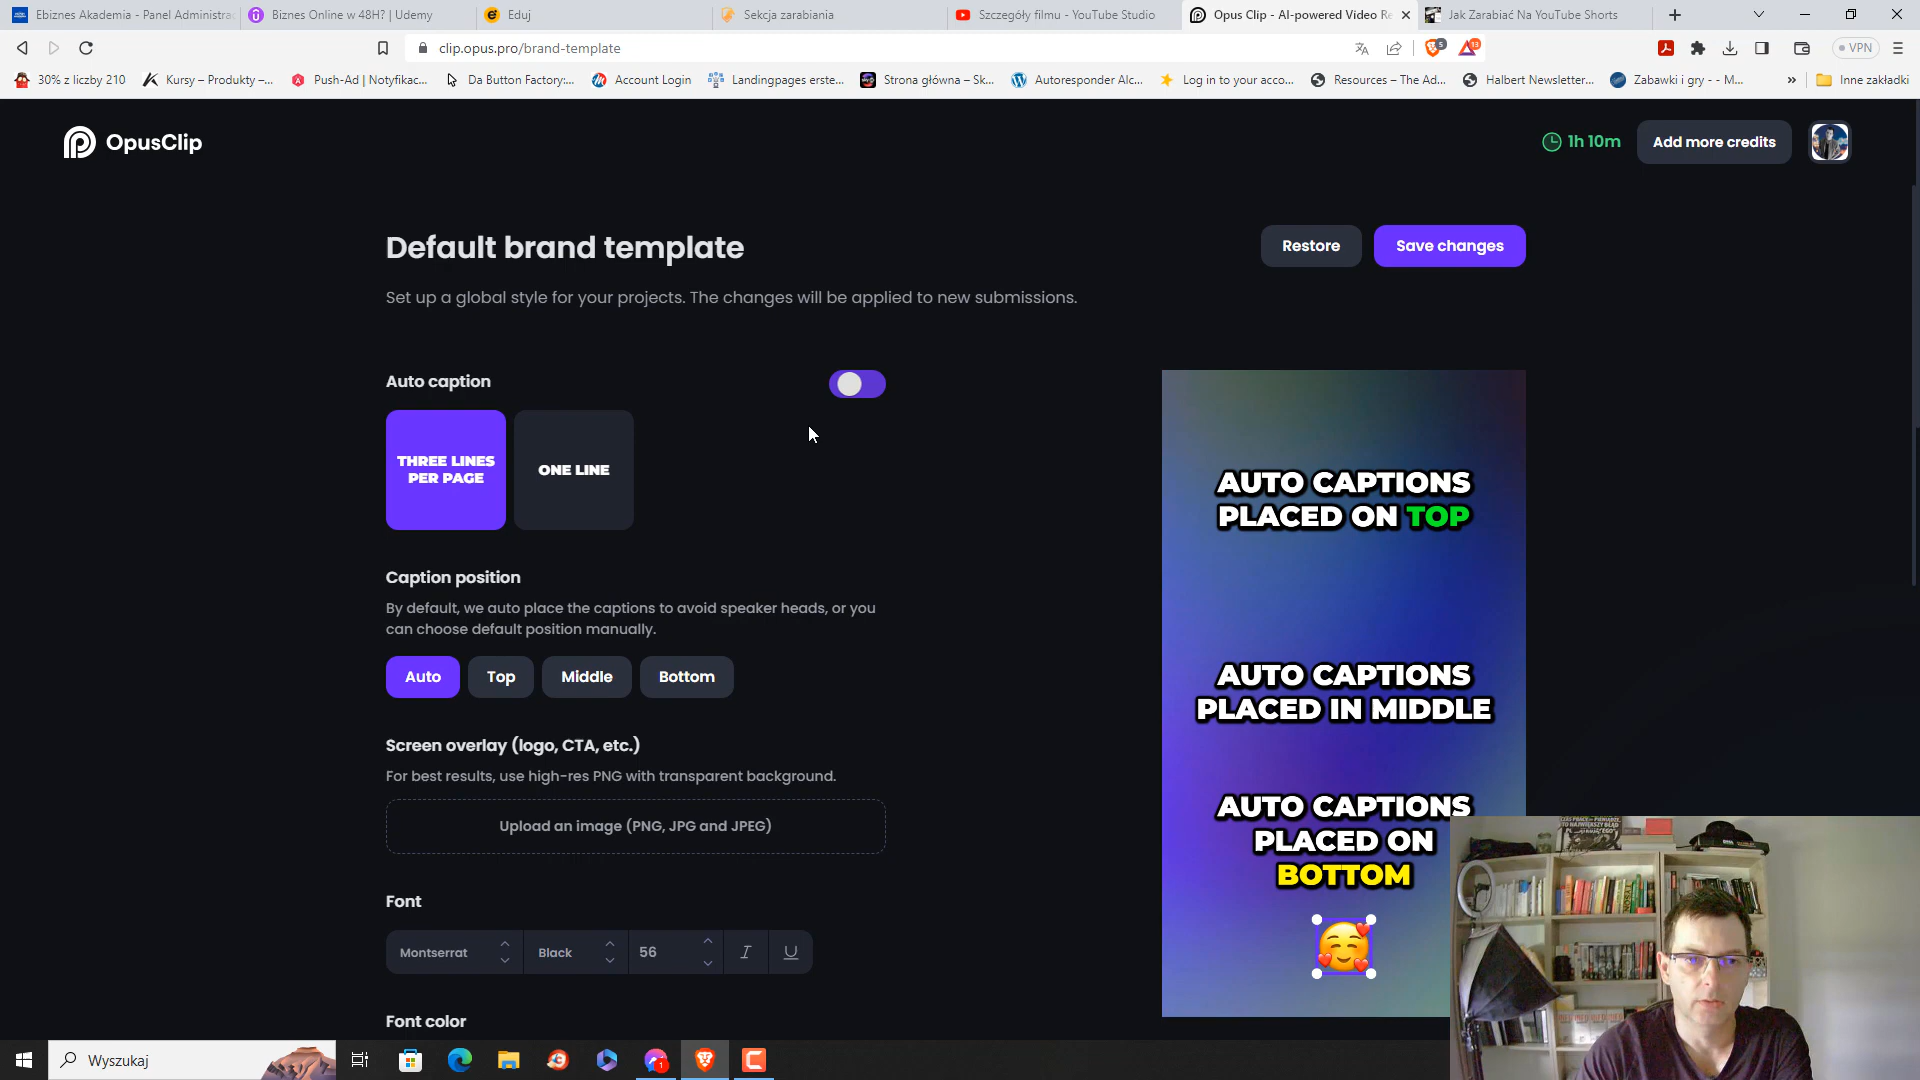 Ebiznes Akademia - Panel Administrac
Biznes Online w 48H? | Udemy
Eduj
Sekcja zarabiania
Szczegóły filmu - YouTube Studio
Opus Clip - AI-powered Video Re
Jak Zarabiać Na YouTube Shorts
clip.opus.pro/brand-template
5
13
VPN
30% z liczby 210
Kursy – Produkty –...
Push-Ad | Notyfikac...
Da Button Factory:...
Account Login
Landingpages erste...
Strona główna – Sk...
Autoresponder Alc...
Log in to your acco...
Resources – The Ad...
Halbert Newsletter...
Zabawki i gry - - M...
»
Inne zakładki
OpusClip
1h 10m
Add more credits
Default brand template
Restore
Save changes
Set up a global style for your projects. The changes will be applied to new submissions.
Auto caption
THREE LINES
PER PAGE
ONE LINE
Caption position
By default, we auto place the captions to avoid speaker heads, or you
can choose default position manually.
Auto
Top
Middle
Bottom
Screen overlay (logo, CTA, etc.)
For best results, use high-res PNG with transparent background.
Upload an image (PNG, JPG and JPEG)
Font
Montserrat
Black
56
I
U
Font color
AUTO CAPTIONS
PLACED ON TOP
AUTO CAPTIONS
PLACED IN MIDDLE
AUTO CAPTIONS
PLACED ON
BOTTOM
Wyszukaj
1